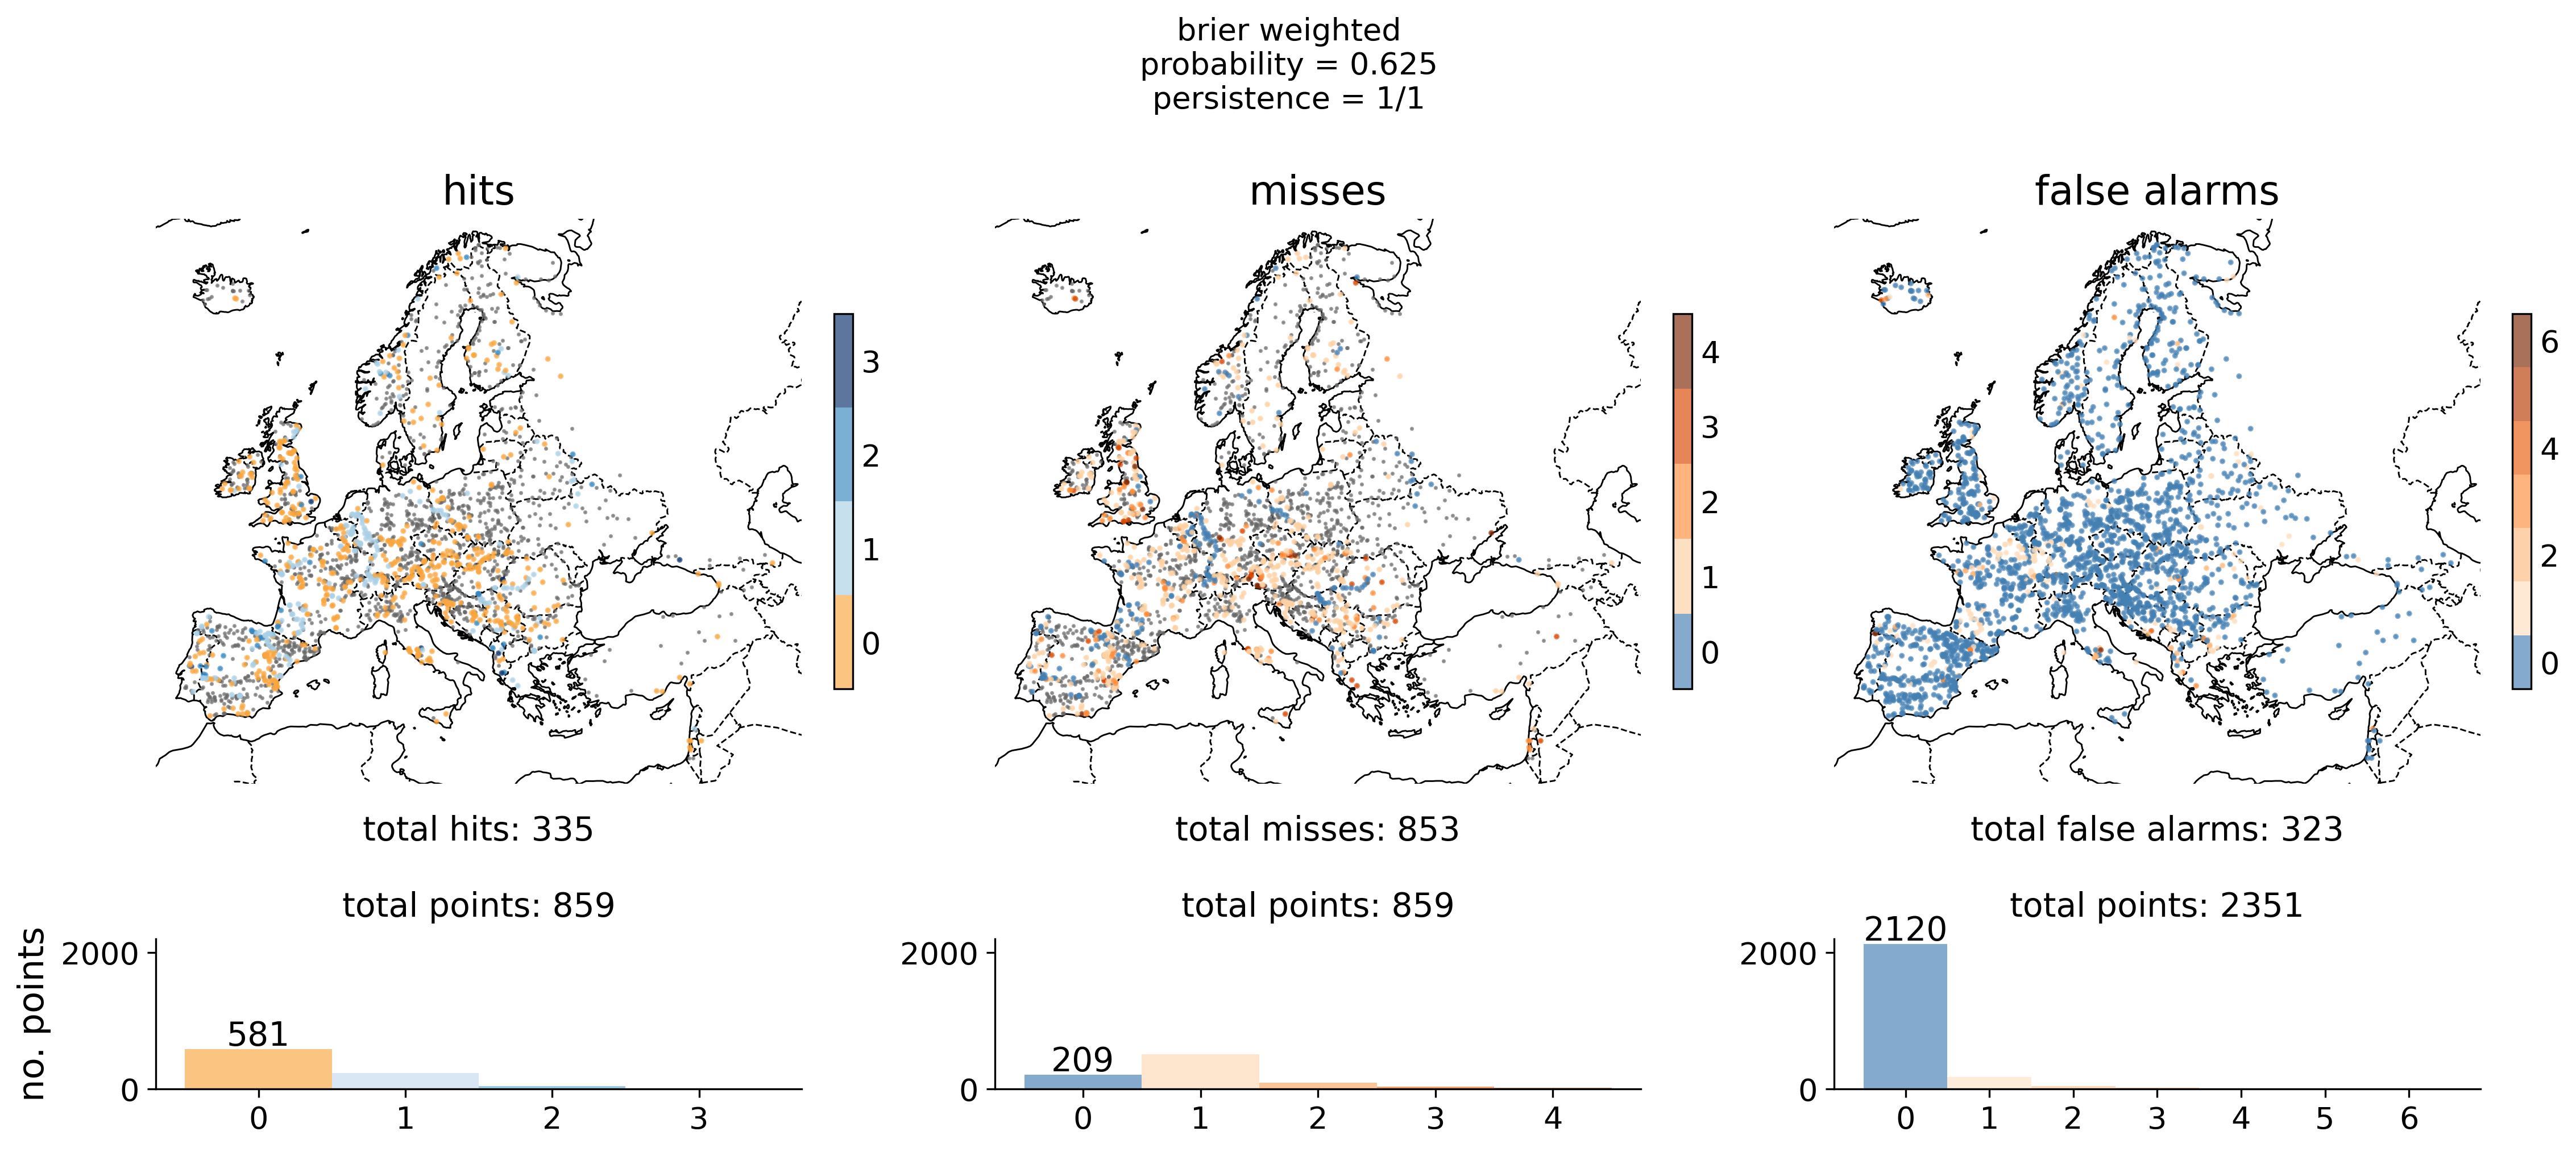 brier weighted
probability = 0.625
persistence = 1/1
hits
misses
false alarms
3
2
1
0
4
3
2
1
0
6
4
2
0
total hits: 335
total misses: 853
total false alarms: 323
total points: 859
total points: 859
total points: 2351
no. points
2000
0
581
0 1 2 3
2000
0
209
0 1 2 3 4
2000
0
2120
0 1 2 3 4 5 6